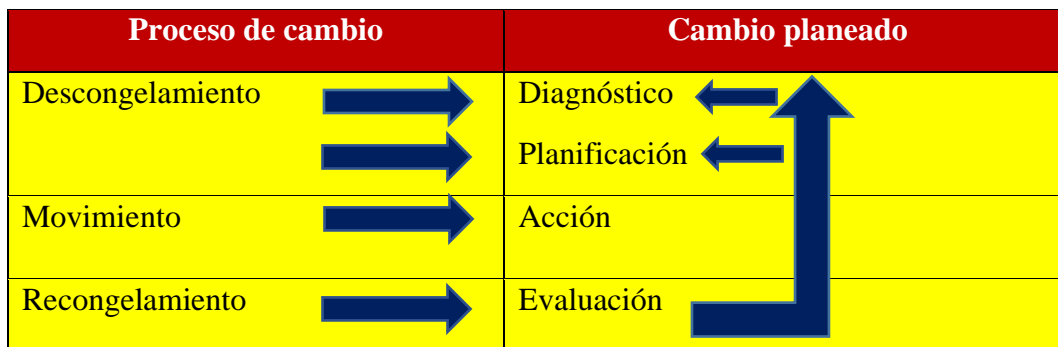 Proceso de cambio
Cambio planeado
Descongelamiento
Diagnóstico
Planificación
Movimiento
Acción
Recongelamiento
Evaluación